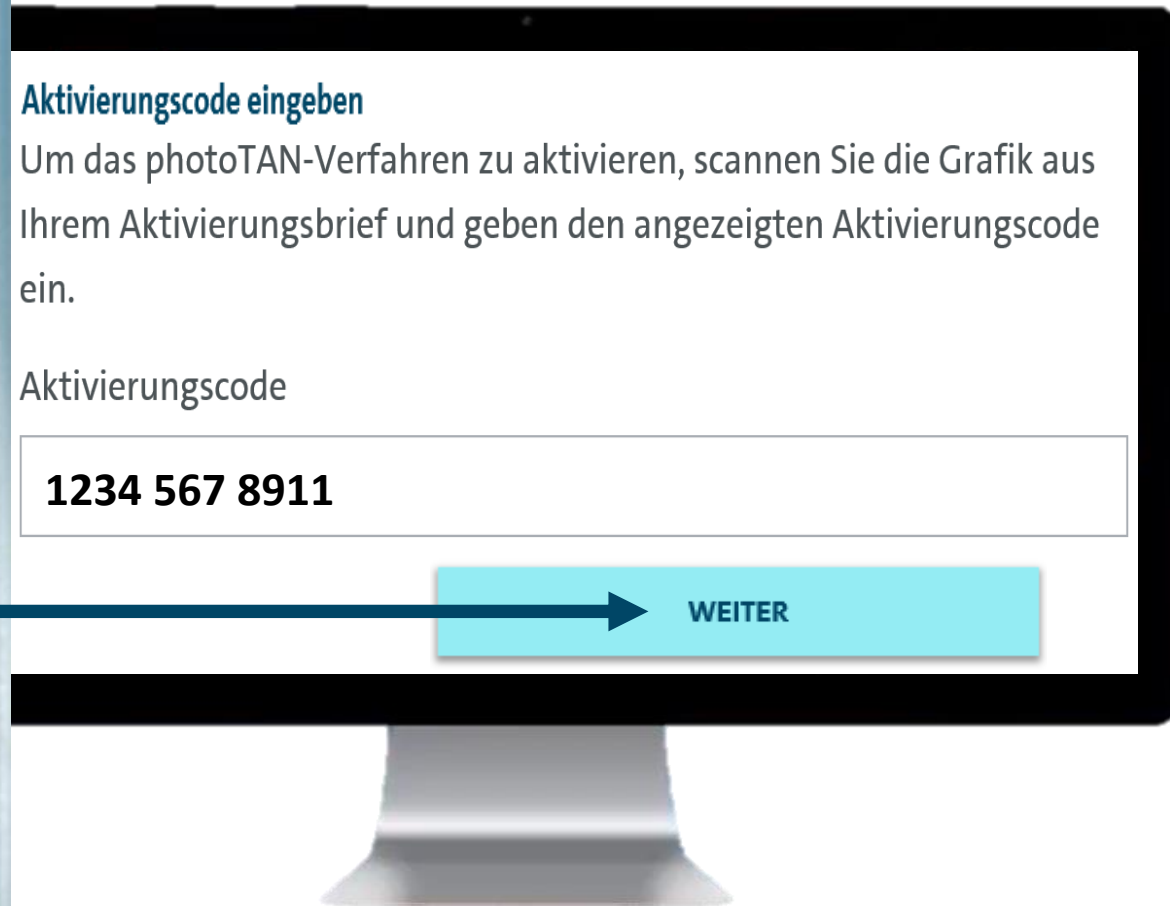 Aktivierungscode eingeben
Um das photoTAN-Verfahren zu aktivieren, scannen Sie die Grafik aus
Ihrem Aktivierungsbrief und geben den angezeigten Aktivierungscode
ein.
Aktivierungscode
1234 567 8911
WEITER